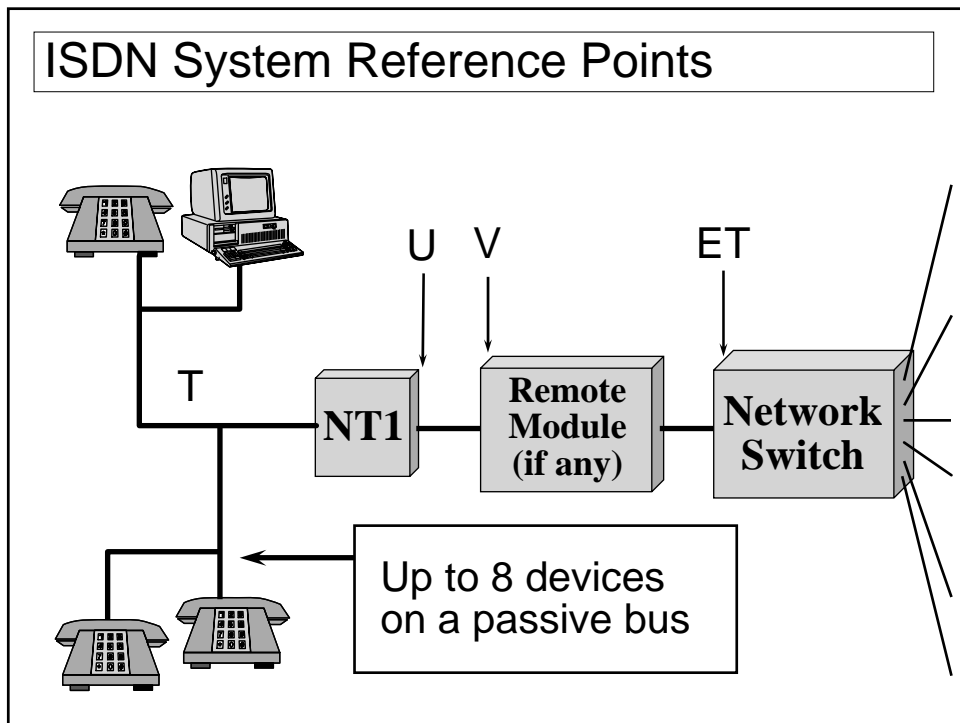 ISDN System Reference Points
U
V
ET
T
NT1
Remote
Module
(if any)
Network
Switch
Up to 8 devices
on a passive bus